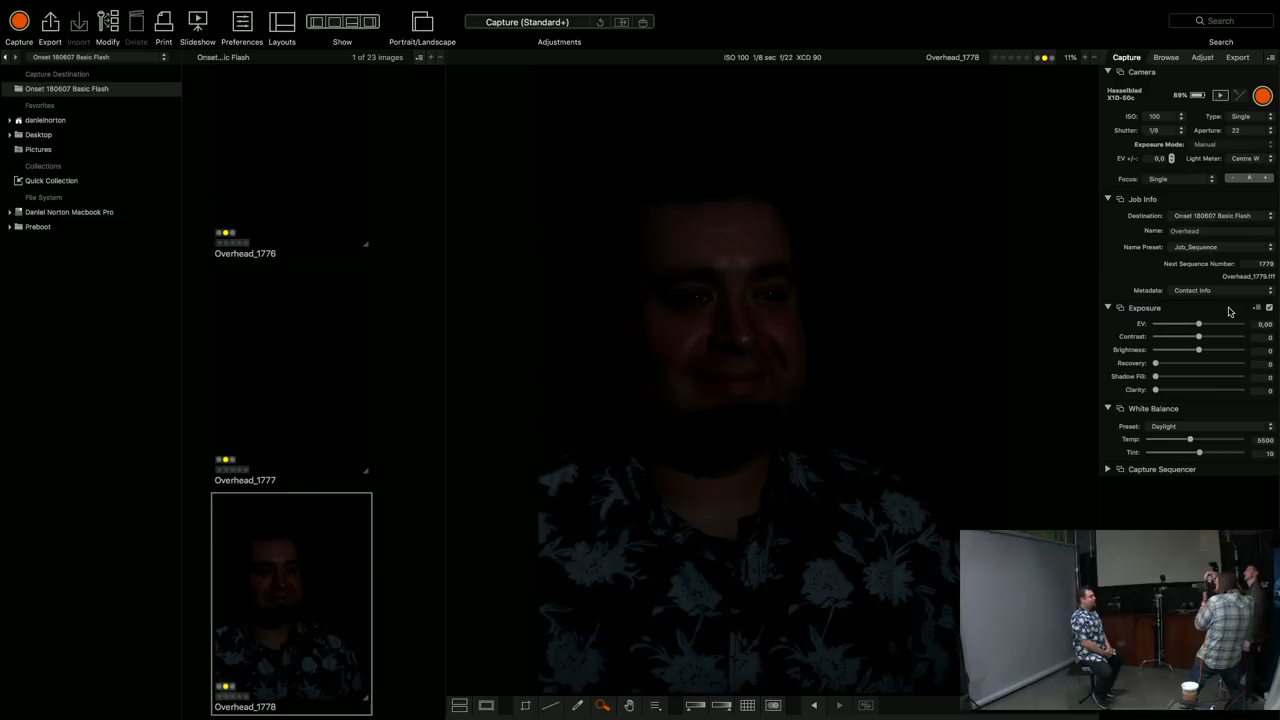 Capture Export Import Modify Delete Print Slideshow Preferences Layouts Show Portrait/Landscape Capture (Standard+) Adjustments Search Search
Onset 180607 Basic Flash Onset...ic Flash 1 of 23 images ISO 100 1/8 sec f/22 XCD 90 Overhead_1778 11% Capture Browse Adjust Export
Capture Destination
Onset 180607 Basic Flash
Favorites
danielnorton
Desktop
Pictures
Collections
Quick Collection
File System
Daniel Norton Macbook Pro
Preboot
Overhead_1776
Overhead_1777
Overhead_1778
Camera
Hasselblad
X1D-50c
89%
ISO: 100 Type: Single
Shutter: 1/8 Aperture: 22
Exposure Mode: Manual
EV +/-: 0,0 Light Meter: Centre W
Focus: Single - A +
Job Info
Destination: Onset 180607 Basic Flash
Name: Overhead
Name Preset: Job_Sequence
Next Sequence Number: 1779
Overhead_1779.fff
Metadata: Contact Info
Exposure
EV: 0,00
Contrast: 0
Brightness: 0
Recovery: 0
Shadow Fill: 0
Clarity: 0
White Balance
Preset: Daylight
Temp: 5500
Tint: 10
Capture Sequencer